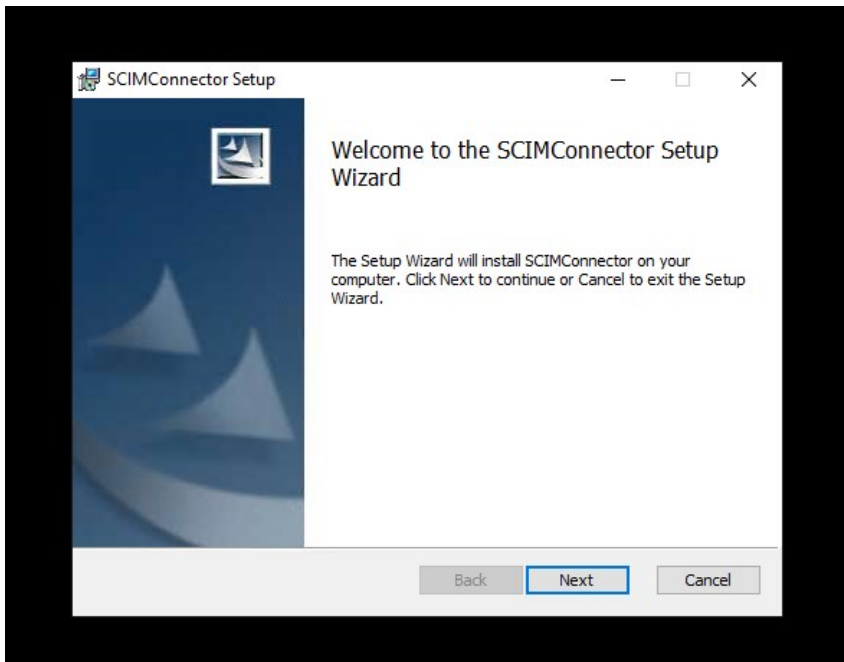 SCIMConnector Setup
Welcome to the SCIMConnector Setup
Wizard
The Setup Wizard will install SCIMConnector on your
computer. Click Next to continue or Cancel to exit the Setup
Wizard.
Back Next Cancel